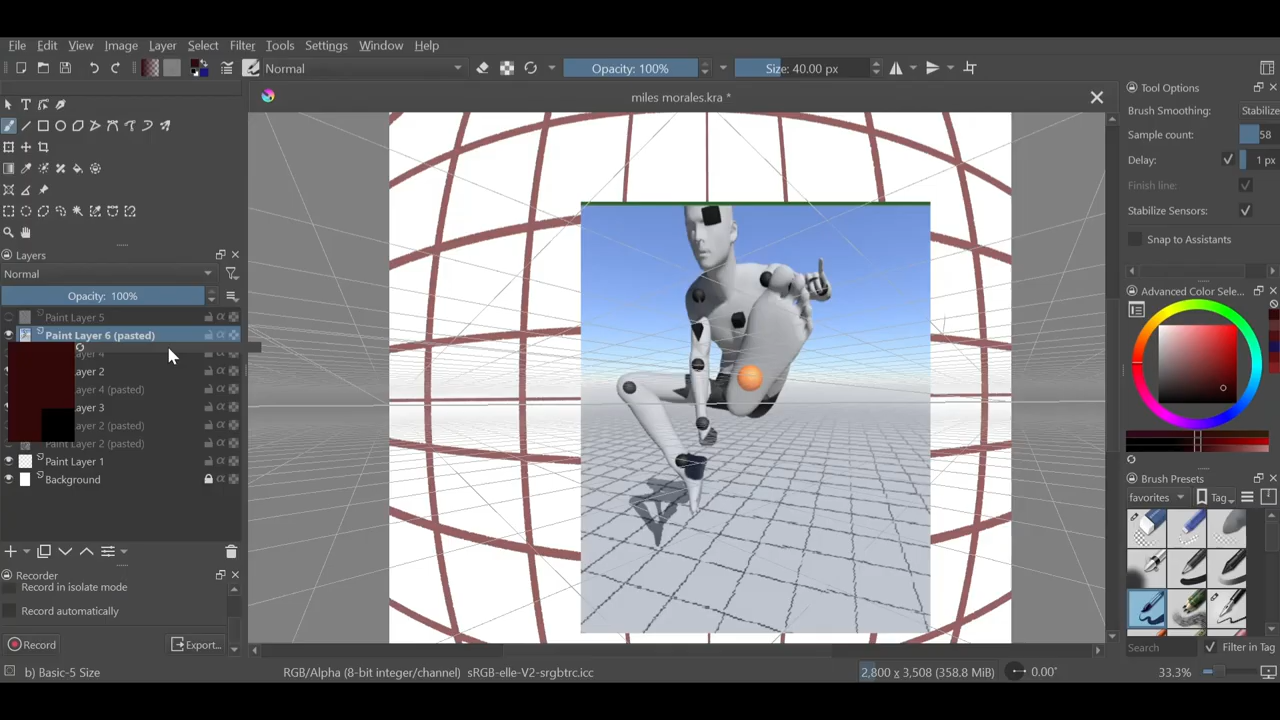 File Edit View Image Layer Select Filter Tools Settings Window Help
Normal Opacity: 100% Size: 40.00 px
miles morales.kra *
Tool Options
Brush Smoothing: Stabilize
Sample count: 58
Delay: 1 px
Finish line:
Stabilize Sensors:
Snap to Assistants
Layers
Normal
Opacity: 100%
Paint Layer 5
Paint Layer 6 (pasted)
ayer 4
ayer 2
ayer 4 (pasted)
ayer 3
ayer 2 (pasted)
ayer 2 (pasted)
Paint Layer 1
Background
Recorder
Record in isolate mode
Record automatically
Record Export...
Advanced Color Sele...
Brush Presets
favorites Tag
Search Filter in Tag
b) Basic-5 Size RGB/Alpha (8-bit integer/channel) sRGB-elle-V2-srgbtrc.icc 2,800 x 3,508 (358.8 MiB) 0.00° 33.3%